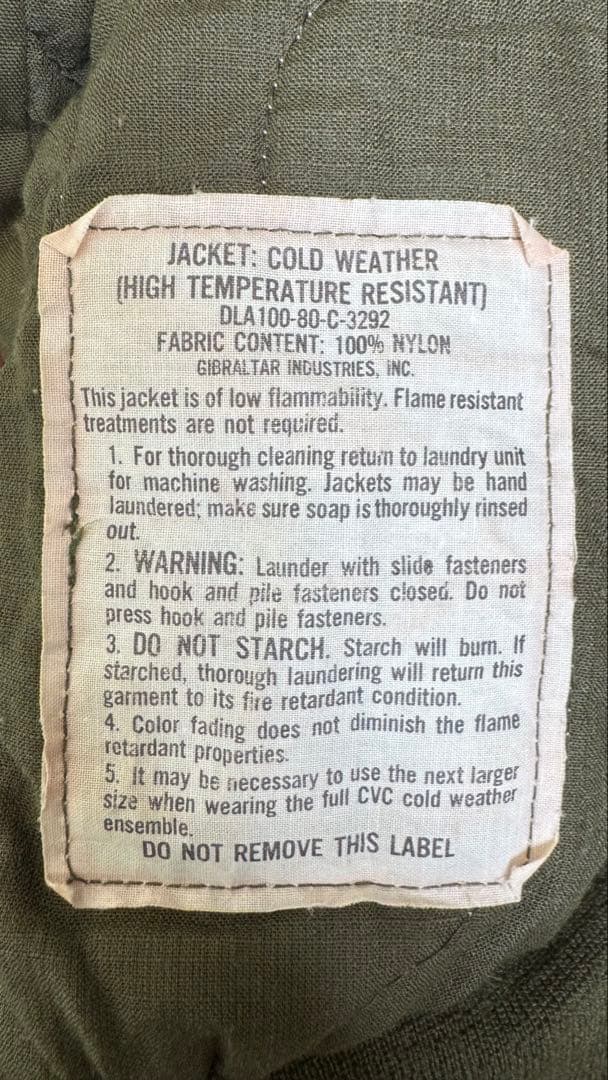 JACKET: COLD WEATHER
(HIGH TEMPERATURE RESISTANT)
DLA100-80-C-3292
FABRIC CONTENT: 100% NYLON
GIBRALTAR INDUSTRIES, INC.
This jacket is of low flammability. Flame resistant
treatments are not required.
1. For thorough cleaning return to laundry unit
for machine washing. Jackets may be hand
laundered; make sure soap is thoroughly rinsed
out.
2. WARNING: Launder with slide fasteners
and hook and pile fasteners closed. Do not
press hook and pile fasteners.
3. DO NOT STARCH. Starch will burn. If
starched, thorough laundering will return this
garment to its fire retardant condition.
4. Color fading does not diminish the flame
retardant properties.
5. It may be necessary to use the next larger
size when wearing the full CVC cold weather
ensemble.
DO NOT REMOVE THIS LABEL